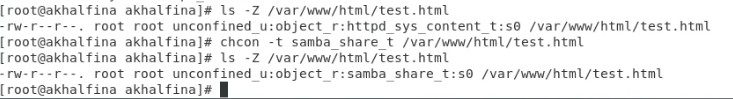 [root@akhalfina akhalfina]# ls -Z /var/www/html/test.html
-rw-r--r--. root root unconfined_u:object_r:httpd_sys_content_t:s0 /var/www/html/test.html
[root@akhalfina akhalfina]# chcon -t samba_share_t /var/www/html/test.html
[root@akhalfina akhalfina]# ls -Z /var/www/html/test.html
-rw-r--r--. root root unconfined_u:object_r:samba_share_t:s0 /var/www/html/test.html
[root@akhalfina akhalfina]#